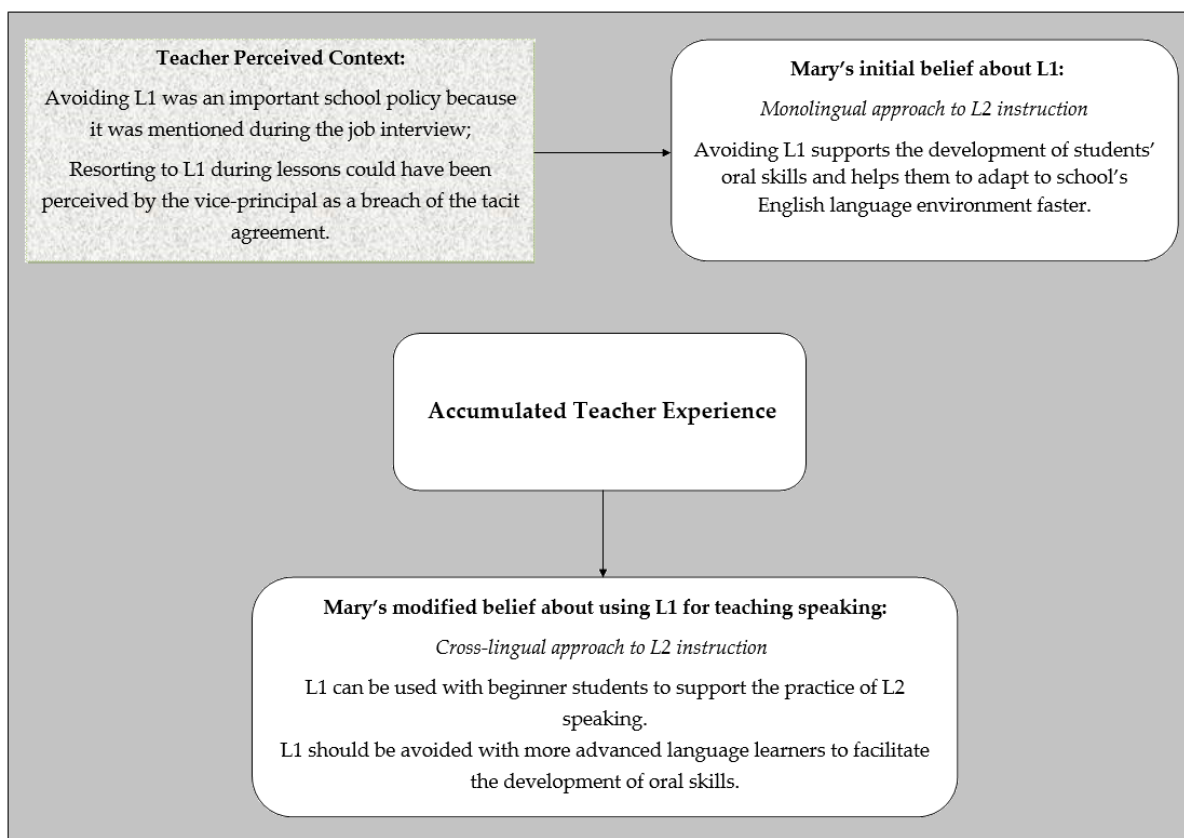 Teacher Perceived Context:
Avoiding L1 was an important school policy because
it was mentioned during the job interview;
Resorting to L1 during lessons could have been
perceived by the vice-principal as a breach of the tacit
agreement.
Mary’s initial belief about L1:
Monolingual approach to L2 instruction
Avoiding L1 supports the development of students’
oral skills and helps them to adapt to school’s
English language environment faster.
Accumulated Teacher Experience
Mary’s modified belief about using L1 for teaching speaking:
Cross-lingual approach to L2 instruction
L1 can be used with beginner students to support the practice of L2
speaking.
L1 should be avoided with more advanced language learners to facilitate
the development of oral skills.